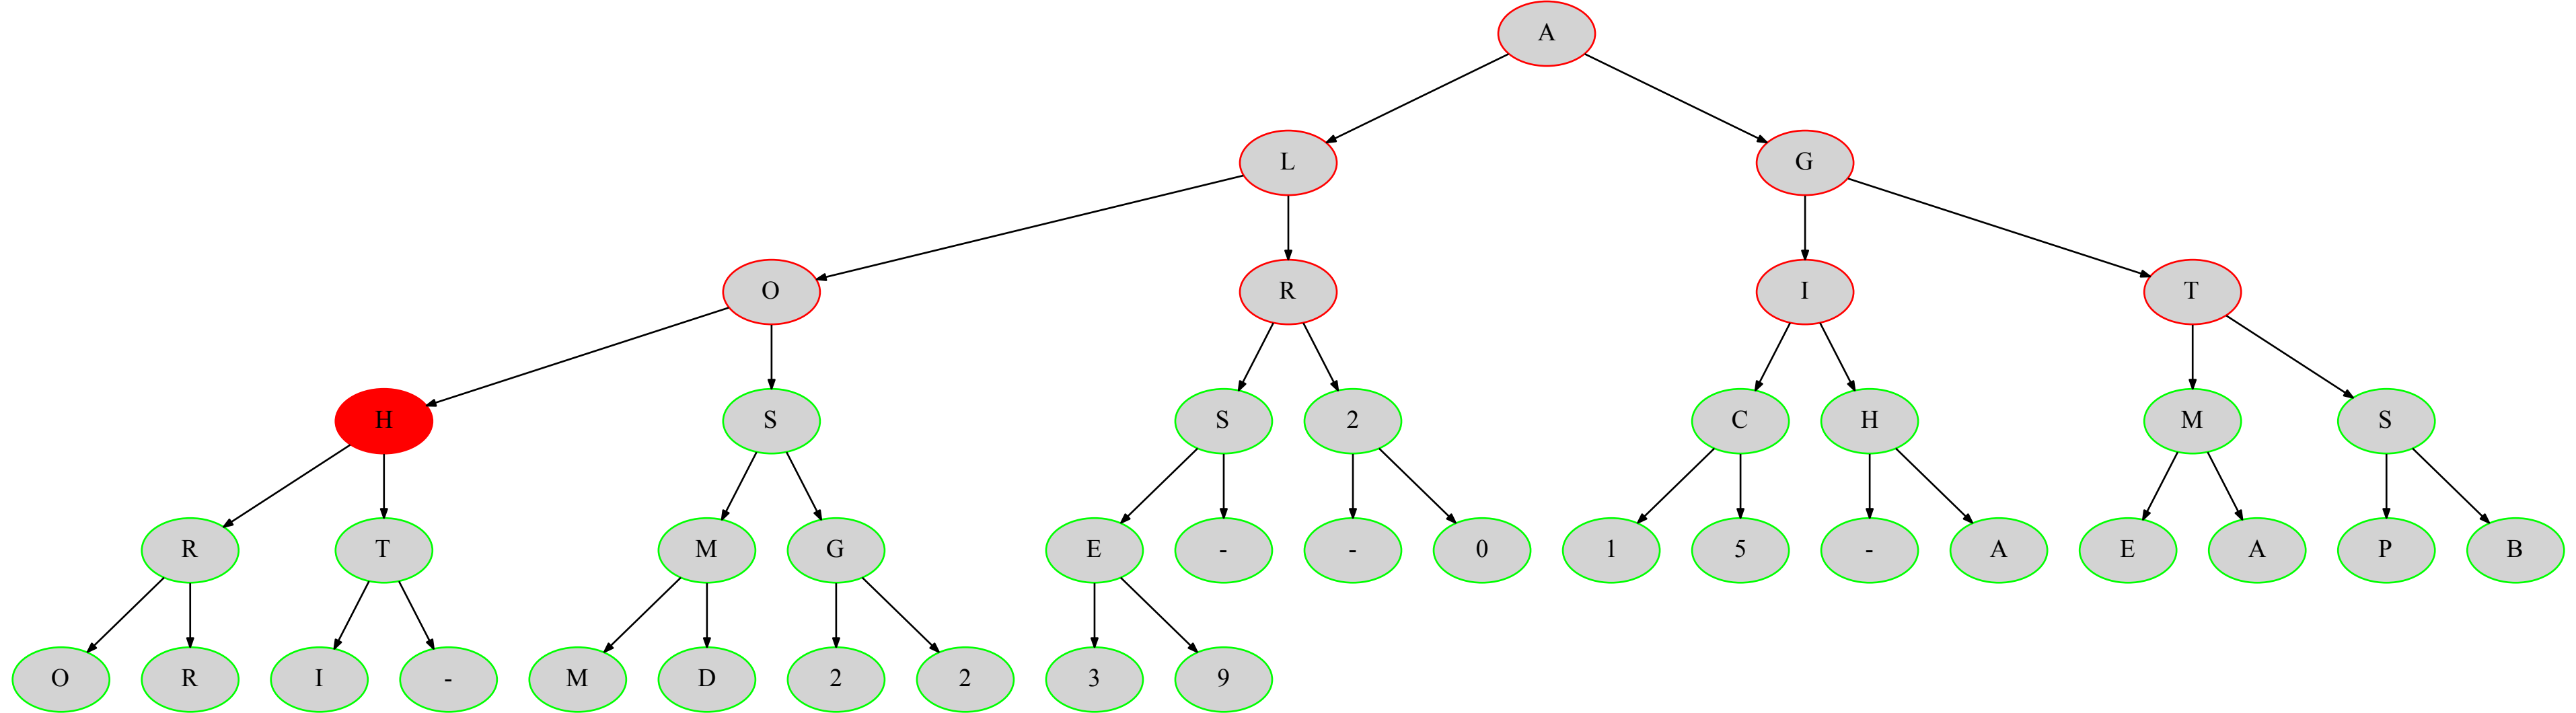 A
L G
O R I T
H S S 2 C H M S
R T M G E - - 0 1 5 - A E A P B
O R I - M D 2 2 3 9